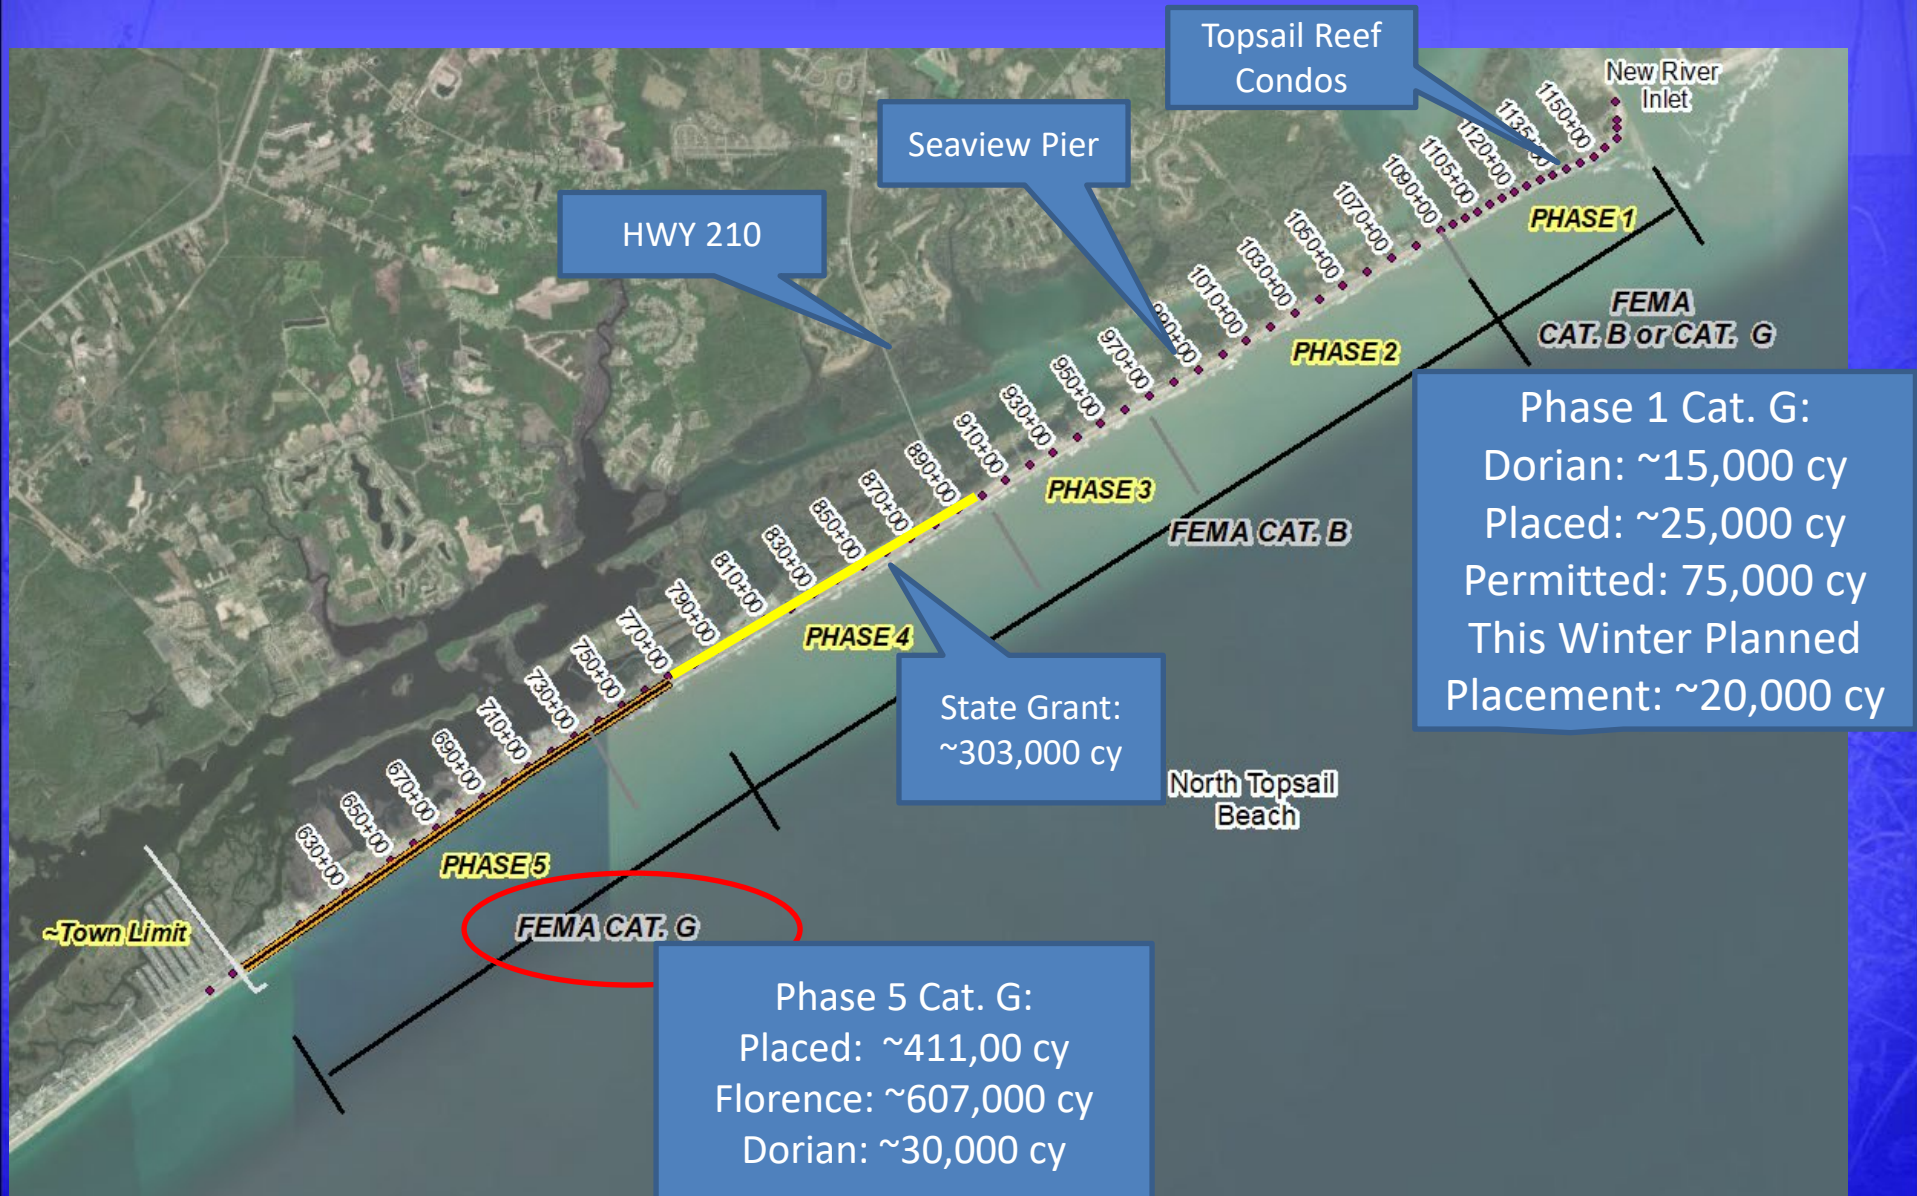 Topsail Reef
Condos
New River
Inlet
Seaview Pier
HWY 210
1150+00
1135+00
1120+00
1105+00
1090+00
1070+00
1050+00
1030+00
1010+00
990+00
970+00
950+00
930+00
910+00
890+00
870+00
850+00
830+00
810+00
790+00
770+00
750+00
730+00
710+00
690+00
670+00
650+00
630+00
PHASE 1
FEMA
CAT. B or CAT. G
PHASE 2
Phase 1 Cat. G:
Dorian: ~15,000 cy
Placed: ~25,000 cy
Permitted: 75,000 cy
This Winter Planned
Placement: ~20,000 cy
PHASE 3
FEMA CAT. B
PHASE 4
State Grant:
~303,000 cy
North Topsail
Beach
PHASE 5
~Town Limit
FEMA CAT. G
Phase 5 Cat. G:
Placed: ~411,00 cy
Florence: ~607,000 cy
Dorian: ~30,000 cy